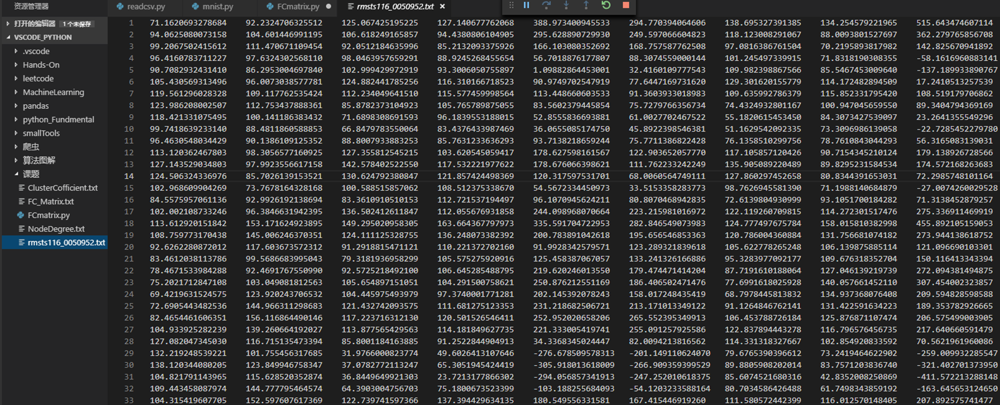 资源管理器
readcsv.py mnist.py FCmatrix.py rmsts116_0050952.txt
打开的编辑器 1 个未保存
VSCODE_PYTHON
.vscode
Hands-On
leetcode
MachineLearning
pandas
python_Fundmental
smallTools
爬虫
算法图解
课题
ClusterCofficient.txt
FC_Matrix.txt
FCmatrix.py
NodeDegree.txt
rmsts116_0050952.txt
1 71.1620693278684 92.2324706325512 125.067425195225 127.140677762068 388.973400945533 294.770394064606 138.695327391385 134.254579221965 515.643474607114
2 94.0625080073158 104.601446991195 106.618249165857 94.4380806104905 295.628890729930 249.597066604823 118.123008291067 88.0093801527697 362.279765856708
3 99.2067502415612 111.470671109454 92.0512184635996 85.2132093375926 166.103080352692 168.757587762508 97.0816386761504 70.2195893817982 142.825670941892
4 96.4160783711227 97.6324302568110 98.0463957659291 88.9245268455654 56.7018876177807 88.3074559000144 101.245497339915 71.8318190308355 -58.1616960883141
5 90.7082932431410 86.2953004697840 102.999429972919 93.3006050755897 1.09882864453001 32.4160109777543 109.982398867566 85.5467453009640 -137.189933890767
6 105.430569313496 96.0073038577781 124.882441785256 116.310166718523 90.9749702547919 77.6447169731620 129.301620155779 114.172482894509 17.2410513257539
7 119.561296028328 109.117762535424 112.234049641510 115.577459998564 113.448660603533 91.3603933018983 109.635992786379 115.852331795420 108.519179706862
8 123.986208002507 112.753437888361 85.8782373104923 105.765789875055 83.5602379445854 75.7279766356734 74.4324932801167 100.947045659550 89.3404794369169
9 118.421331075495 100.141186383432 71.6898308691593 96.1839553188015 52.8555836693881 61.0027702467522 55.1820615453450 84.3073427539097 23.2641355549296
10 99.7418639233140 88.4811860588853 66.8479783550064 83.4376433987469 36.0655085174750 45.8922398546381 51.1629542092335 73.3096986139058 -22.7285452279780
11 96.4630548034429 90.1386109125352 88.8007933883253 85.7631233636293 93.7138218659244 75.7711386822428 76.1358510299756 78.7610843044293 56.3165083139031
12 113.120362467803 98.3056577160925 127.355812545215 103.620545059417 178.627598161567 122.903652057770 117.105857120426 90.7154345210124 179.138926728566
13 127.143529034803 97.9923556617158 142.578402522550 117.532221977622 178.676066398621 111.762233242249 135.905089220489 89.8295231584534 174.572168263683
14 124.506324336976 85.7026139153521 130.624792380847 121.857424498369 120.317597531701 68.0060564749111 127.860297452658 80.8344391653031 72.2985748101164
15 102.968609904269 73.7678164328168 100.588515857062 108.512375338670 54.5672334450973 33.5153358283773 98.7626945581390 71.1988140684879 -27.0074260029528
16 84.5575957061136 92.9926192138694 83.3610910510153 112.721537194497 96.1070945624211 80.8070468942835 72.6139804930999 93.1051700184282 71.3138452879257
17 102.002108733246 96.3846631942395 136.502412611847 112.055676931858 244.098968070664 223.215981016972 122.119260709815 114.272301517476 275.336911469919
18 113.612920151842 153.171624923895 149.295020958305 163.664367797973 335.591704722953 282.846549073983 124.777497675784 158.015810382998 455.892105159053
19 108.759773170438 145.006246370351 124.111125328755 136.248073382392 200.783891042618 195.656546853363 120.786004360884 131.756681074182 273.944138618752
20 92.6262280872012 117.603673572312 91.2918815471121 110.221372702160 91.9928342579571 123.289321839618 105.622778265248 106.139875885114 121.096690103301
21 83.4612038113786 99.5686683995043 79.3181936958299 105.575275920916 125.458387067057 133.241326166886 95.3283977092177 109.676318352704 150.116413343394
22 78.4671533984288 92.4691767550990 92.5725218492100 106.645285488795 219.620246013550 179.474471414204 87.7191610188064 127.046139219739 272.094381494875
23 75.2021712847108 103.049081812563 105.654897151051 104.291500758621 250.876212551169 186.406502471476 77.6991618025928 140.057661452110 307.454002323857
24 69.4219631524575 123.920243706532 104.445975493979 97.3740001771281 202.145392078243 158.017248435419 68.7978445813832 134.937368076408 209.594828598588
25 72.6905443482536 144.966311298683 121.432742093575 111.681275123353 231.218682506721 213.171013349122 91.1264846762141 131.422591634223 189.353782926665
26 82.4654461606351 156.116864490146 117.223716312130 120.501526546411 252.952020658206 265.552395349913 106.453788726184 125.876871107474 206.575499003905
27 104.933925282239 139.260664192027 113.877565429563 114.181849627735 221.333005419741 255.091257925586 122.837894443278 116.796576456735 217.640660591479
28 127.082047345030 116.715135473394 85.8001184163885 91.2522844904913 34.3368345024447 82.0094213816562 114.331318327667 102.854920833592 70.5621961960086
29 132.219248539221 101.755456317685 31.9766000823774 49.6026413107646 -276.678509578313 -201.149110624070 79.6765390396612 73.2419464622902 -259.009932285547
30 138.120344080205 123.849946758347 37.0782772113247 65.3051945424419 -305.918013618009 -266.909359399529 89.8805908202014 83.7571203836740 -321.402701373950
31 104.821791143965 115.628520352874 36.8449649921303 23.7213177866302 -294.056857341913 -247.252010618375 85.6074521680316 42.8352008250869 -411.572213288148
32 109.443458087974 144.777795464574 64.3903004756703 75.1800673523399 -103.188255684093 -54.1203233588164 80.7034586426488 61.7498343859192 -163.645653124650
33 104.315419607705 152.597607617369 122.739741597366 137.394429634135 180.549556331581 167.415446919260 111.580572442399 116.012570148405 207.892575741477